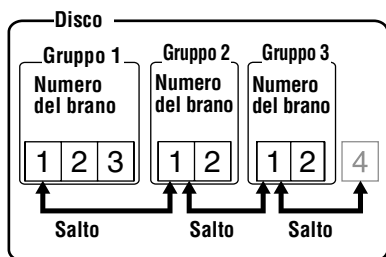 Disco
Gruppo 1 Gruppo 2 Gruppo 3
Numero del brano Numero del brano Numero del brano
1 2 3 1 2 1 2 4
Salto Salto Salto